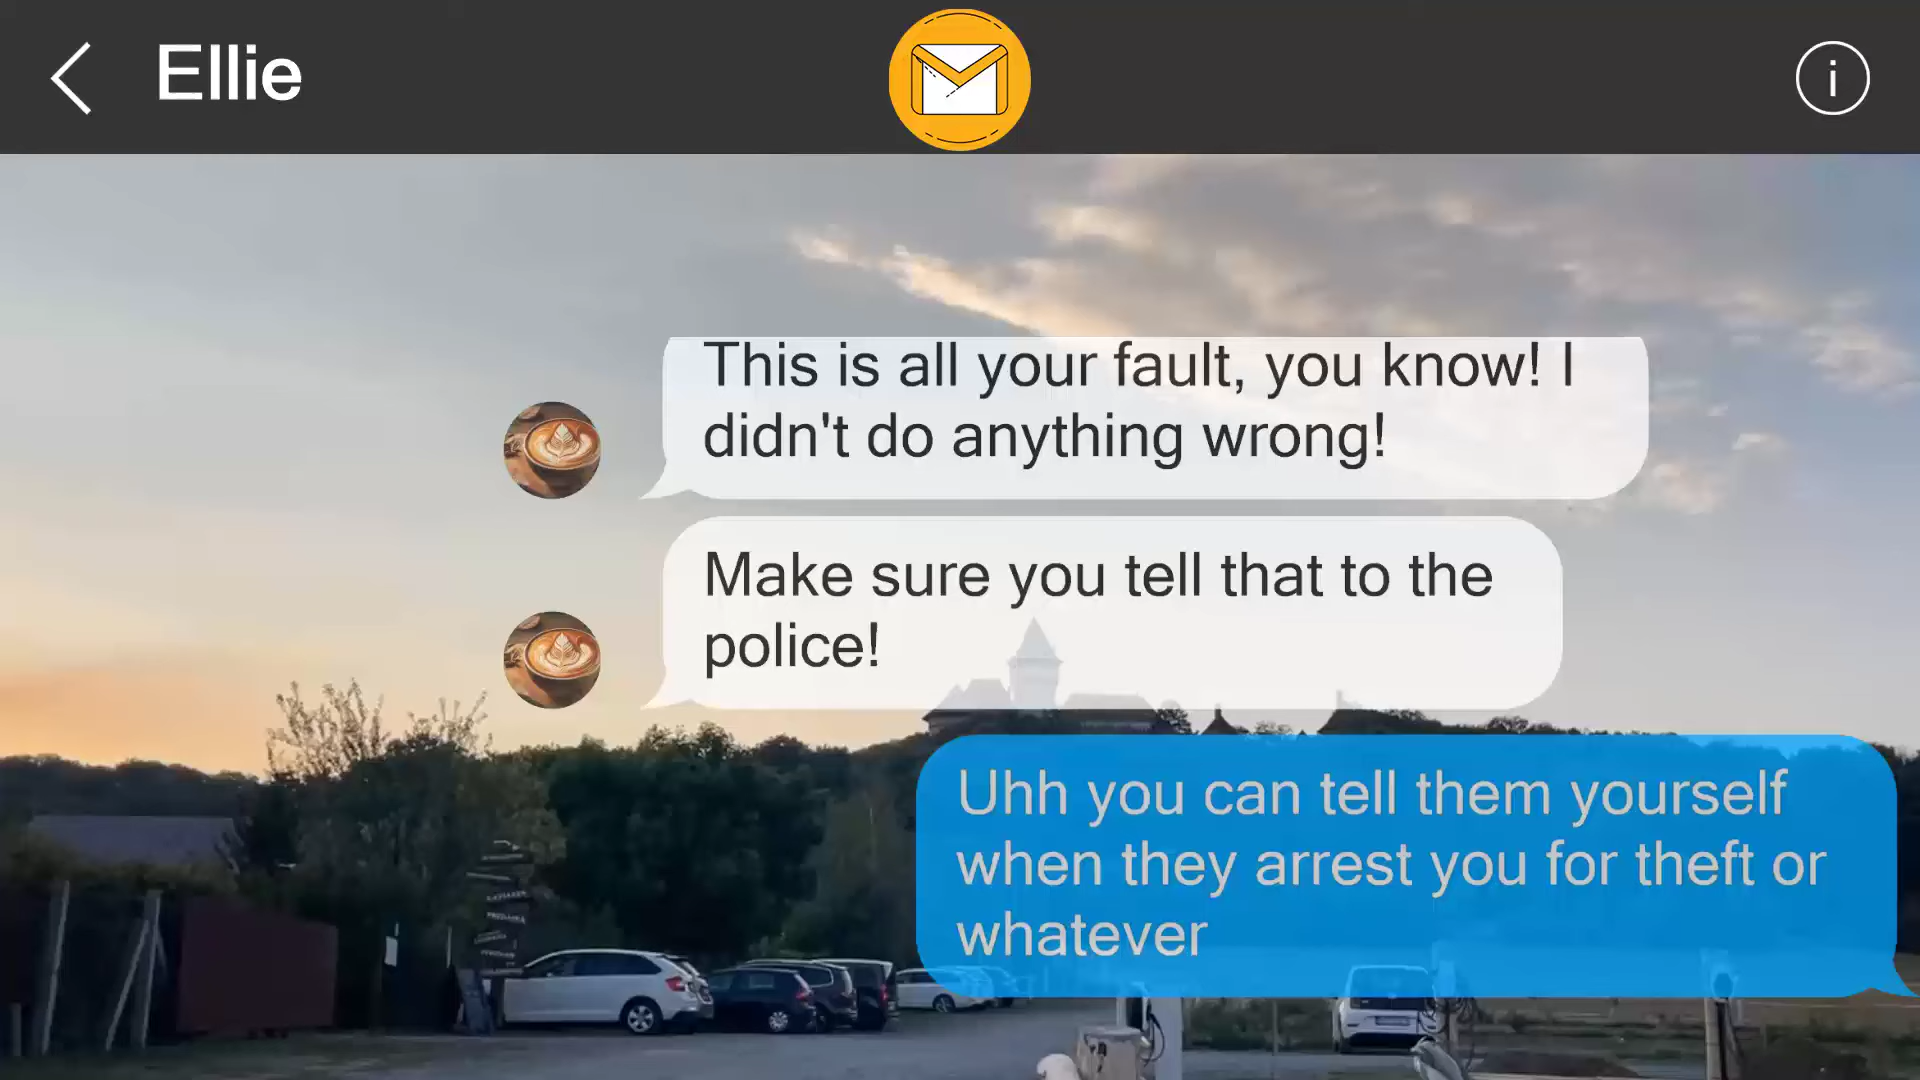 Ellie
i
This is all your fault, you know! I
didn't do anything wrong!
Make sure you tell that to the
police!
Uhh you can tell them yourself
when they arrest you for theft or
whatever